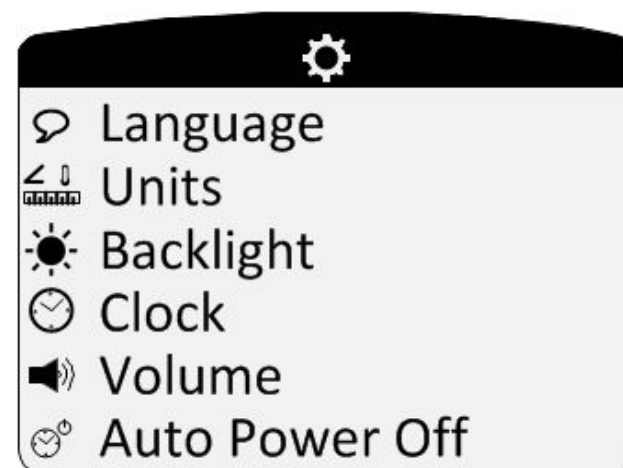 Language
Units
Backlight
Clock
Volume
Auto Power Off